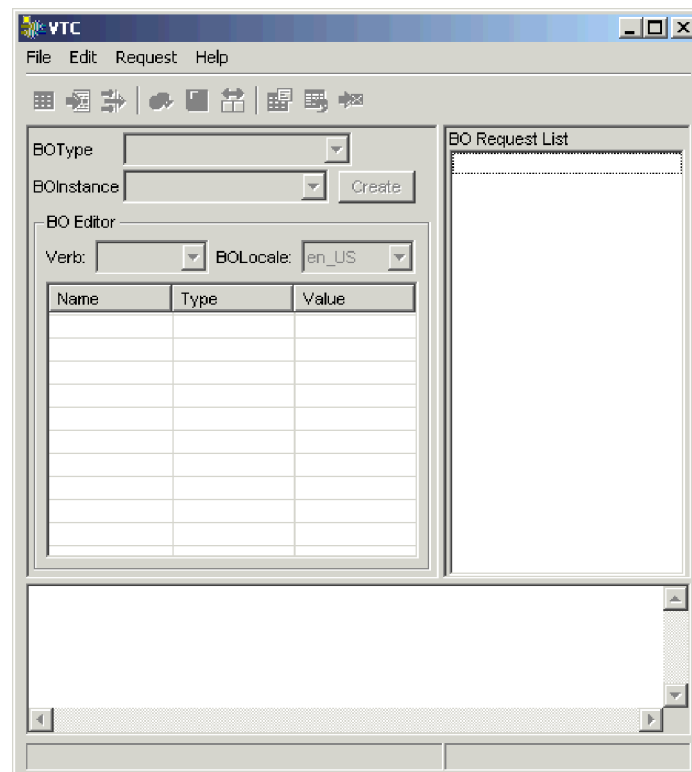 VTC
File Edit Request Help
BOType
BOInstance Create
BO Editor
Verb: BOLocale: en_US
Name Type Value
BO Request List